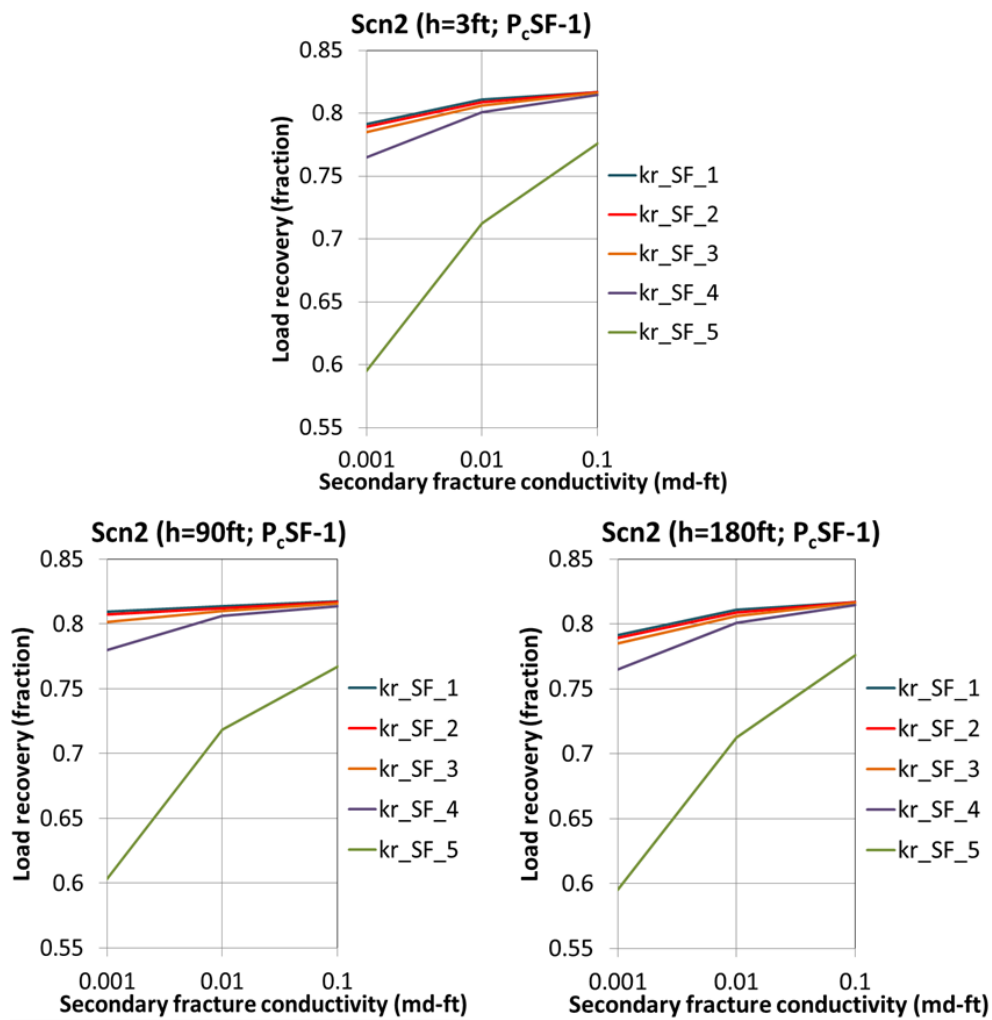 Scn2 (h=3ft; PcSF-1)
Load recovery (fraction)
0.85
0.8
0.75
0.7
0.65
0.6
0.55
0.001 0.01 0.1
Secondary fracture conductivity (md-ft)
kr_SF_1
kr_SF_2
kr_SF_3
kr_SF_4
kr_SF_5
Scn2 (h=90ft; PcSF-1)
Load recovery (fraction)
0.85
0.8
0.75
0.7
0.65
0.6
0.55
0.001 0.01 0.1
Secondary fracture conductivity (md-ft)
kr_SF_1
kr_SF_2
kr_SF_3
kr_SF_4
kr_SF_5
Scn2 (h=180ft; PcSF-1)
Load recovery (fraction)
0.85
0.8
0.75
0.7
0.65
0.6
0.55
0.001 0.01 0.1
Secondary fracture conductivity (md-ft)
kr_SF_1
kr_SF_2
kr_SF_3
kr_SF_4
kr_SF_5